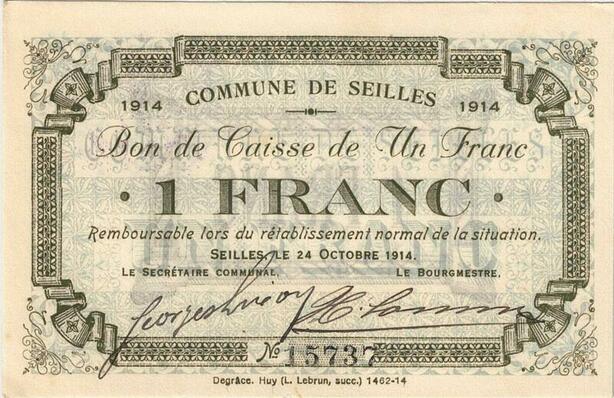 COMMUNE DE SEILLES
1914 1914
Bon de Caisse de Un Franc
· 1 FRANC ·
Remboursable lors du rétablissement normal de la situation.
SEILLES, LE 24 OCTOBRE 1914.
LE SECRÉTAIRE COMMUNAL, LE BOURGMESTRE.
No 15737
Degrâce. Huy (L. Lebrun, succ.) 1462-14